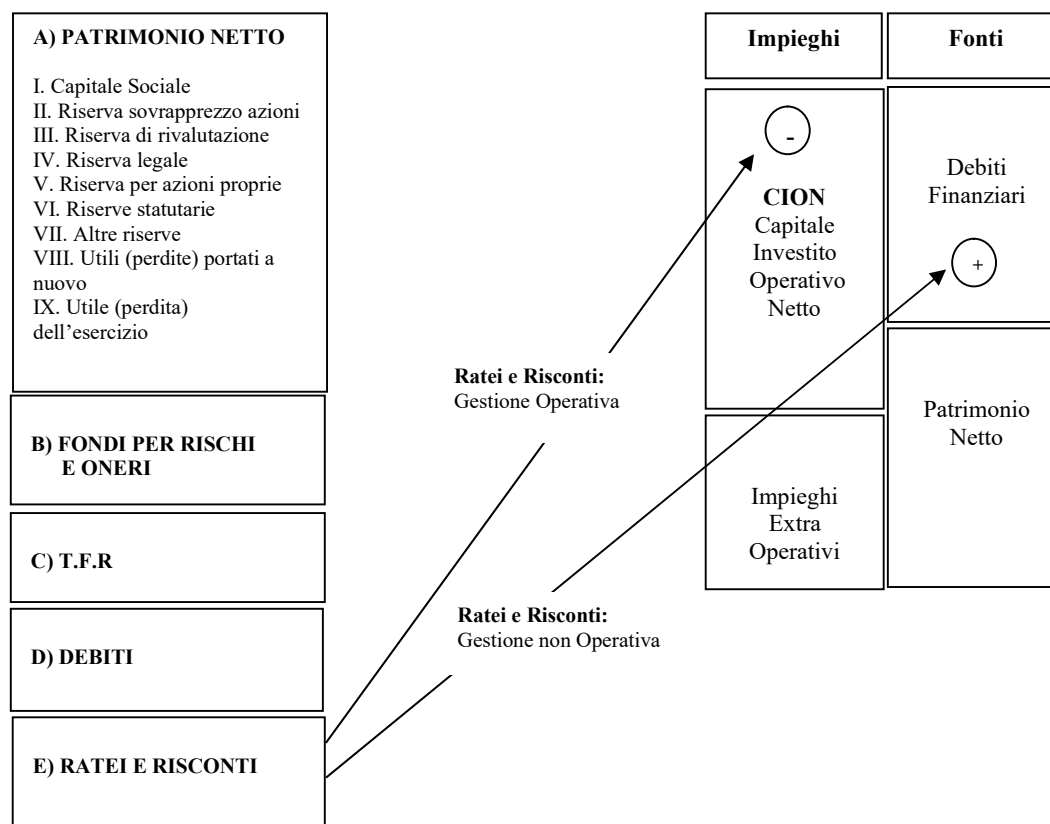 A) PATRIMONIO NETTO
I. Capitale Sociale
II. Riserva sovrapprezzo azioni
III. Riserva di rivalutazione
IV. Riserva legale
V. Riserva per azioni proprie
VI. Riserve statutarie
VII. Altre riserve
VIII. Utili (perdite) portati a
nuovo
IX. Utile (perdita)
dell’esercizio
B) FONDI PER RISCHI
E ONERI
C) T.F.R
D) DEBITI
E) RATEI E RISCONTI
Ratei e Risconti:
Gestione Operativa
Ratei e Risconti:
Gestione non Operativa
Impieghi
-
CION
Capitale
Investito
Operativo
Netto
Impieghi
Extra
Operativi
Fonti
Debiti
Finanziari
+
Patrimonio
Netto